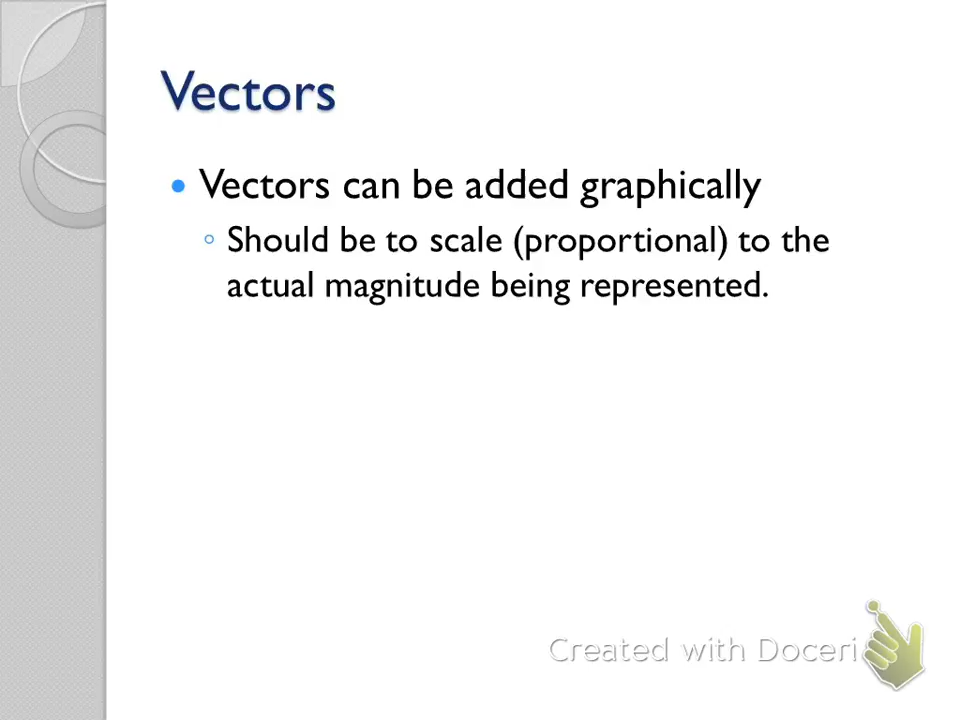 Vectors
• Vectors can be added graphically
◦ Should be to scale (proportional) to the
actual magnitude being represented.
Created with Doceri